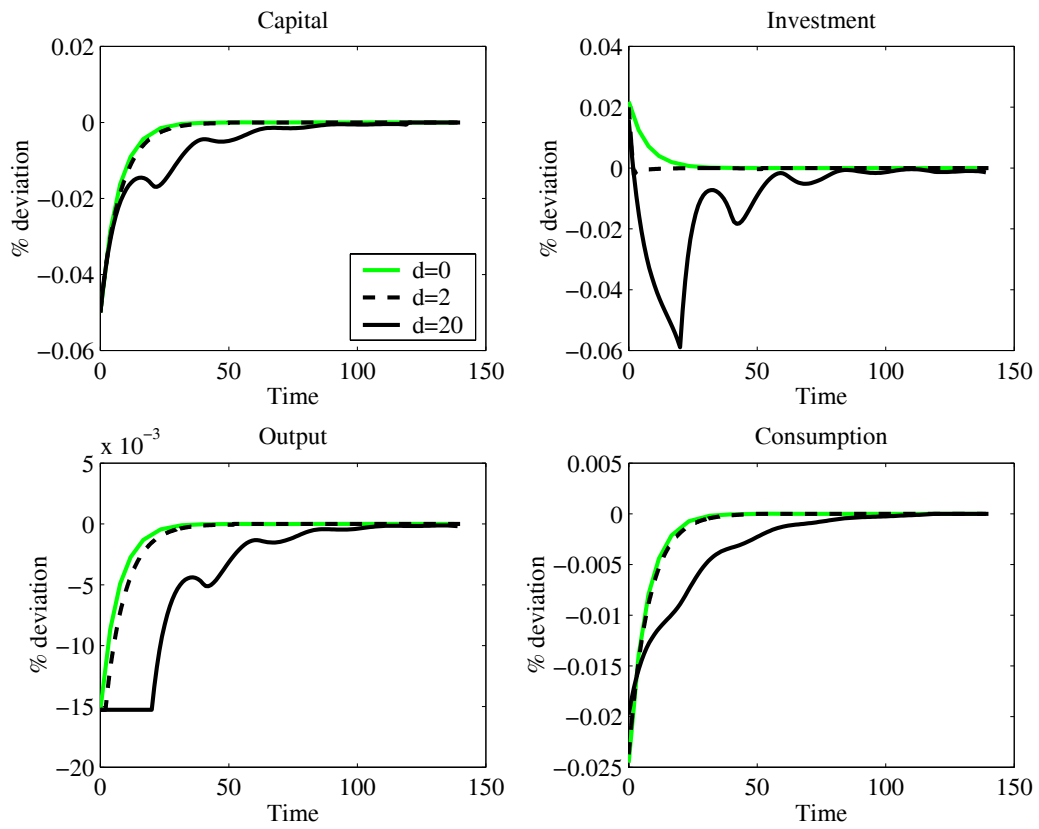 Capital
0.02
0
−0.02
−0.04
−0.06
% deviation
d=0
d=2
d=20
0
50
100
150
Time
Investment
0.04
0.02
0
−0.02
−0.04
−0.06
% deviation
0
50
100
150
Time
Output
x 10−3
5
0
−5
−10
−15
−20
% deviation
0
50
100
150
Time
Consumption
0.005
0
−0.005
−0.01
−0.015
−0.02
−0.025
% deviation
0
50
100
150
Time